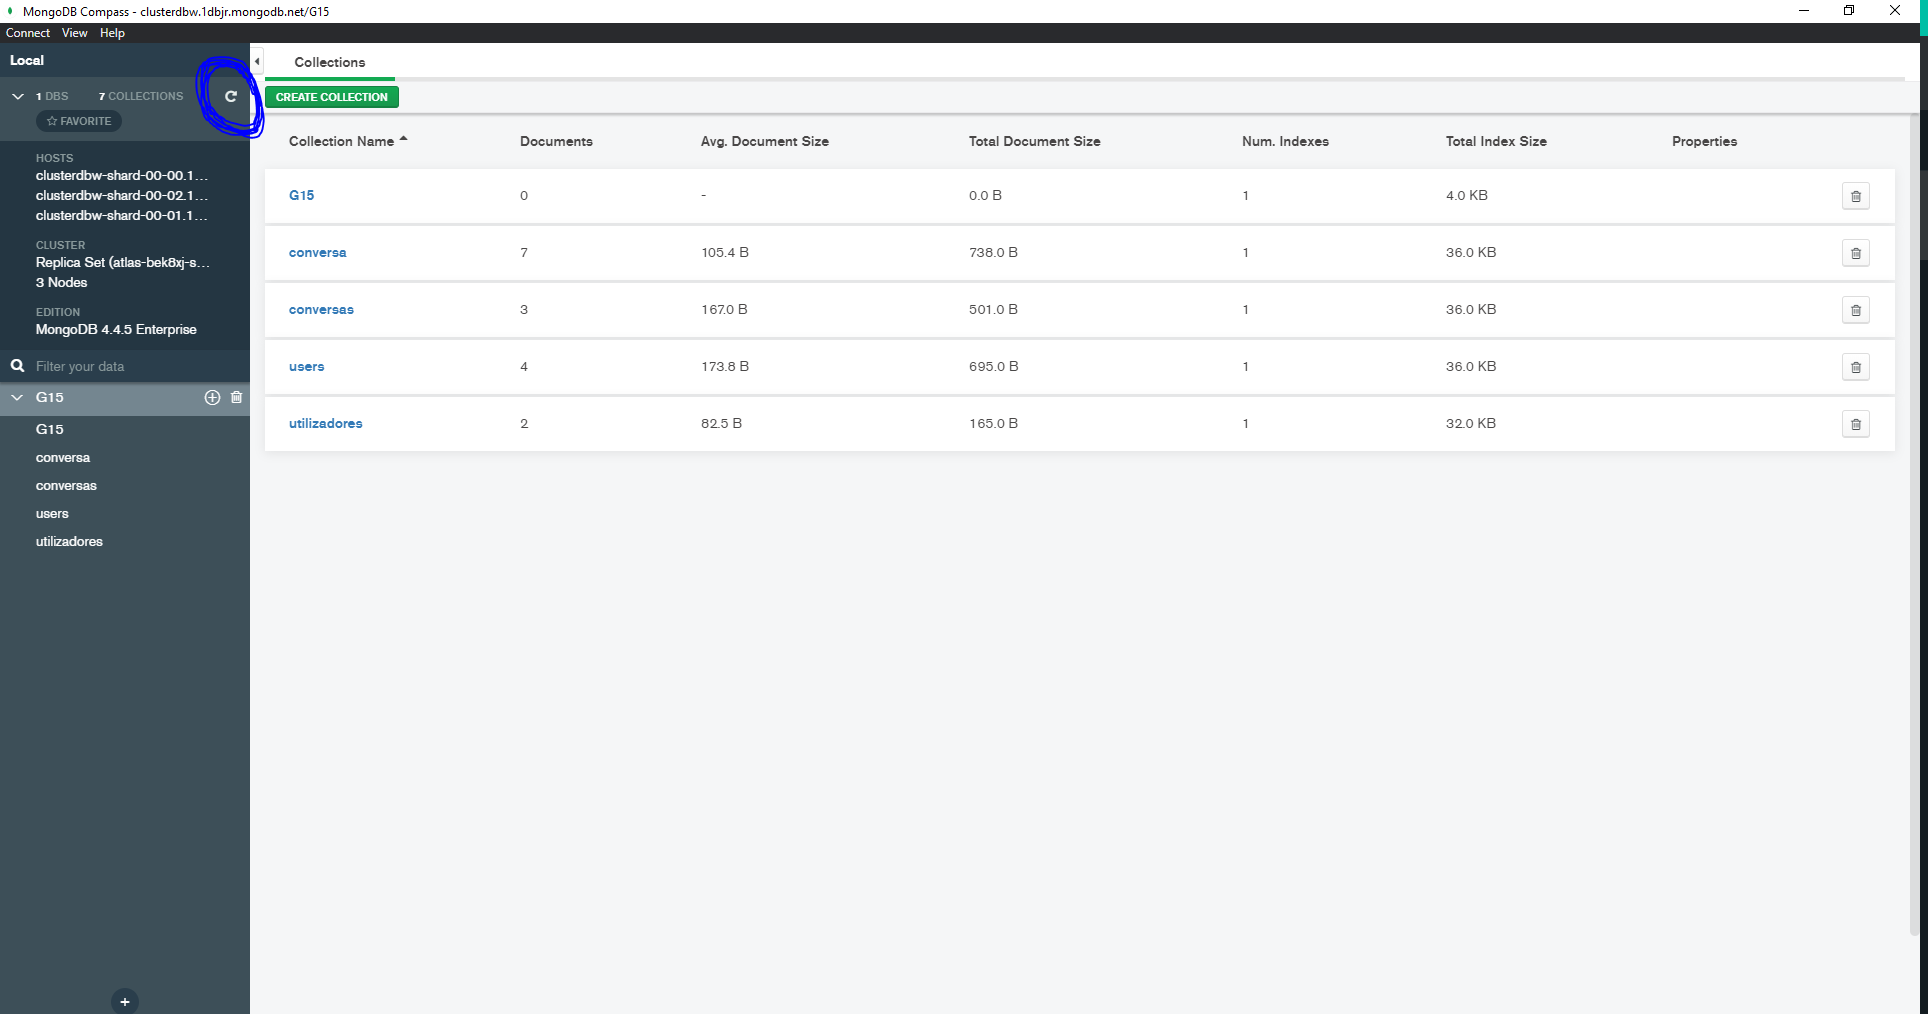 MongoDB Compass - clusterdbw.1dbjr.mongodb.net/G15
Connect View Help
Local
1 DBS 7 COLLECTIONS
FAVORITE
HOSTS
clusterdbw-shard-00-00.1...
clusterdbw-shard-00-02.1...
clusterdbw-shard-00-01.1...
CLUSTER
Replica Set (atlas-bek8xj-s...
3 Nodes
EDITION
MongoDB 4.4.5 Enterprise
Filter your data
G15
G15
conversa
conversas
users
utilizadores
Collections
CREATE COLLECTION
Collection Name Documents Avg. Document Size Total Document Size Num. Indexes Total Index Size Properties
G15 0 - 0.0 B 1 4.0 KB
conversa 7 105.4 B 738.0 B 1 36.0 KB
conversas 3 167.0 B 501.0 B 1 36.0 KB
users 4 173.8 B 695.0 B 1 36.0 KB
utilizadores 2 82.5 B 165.0 B 1 32.0 KB